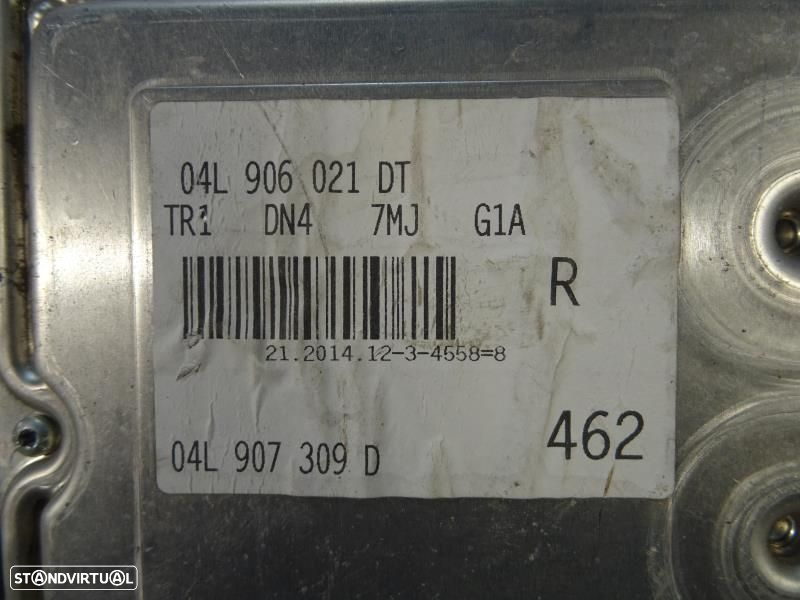 04L 906 021 DT
TR1 DN4 7MJ G1A
R
21.2014.12-3-4558=8
04L 907 309 D
462
STANDVIRTUAL